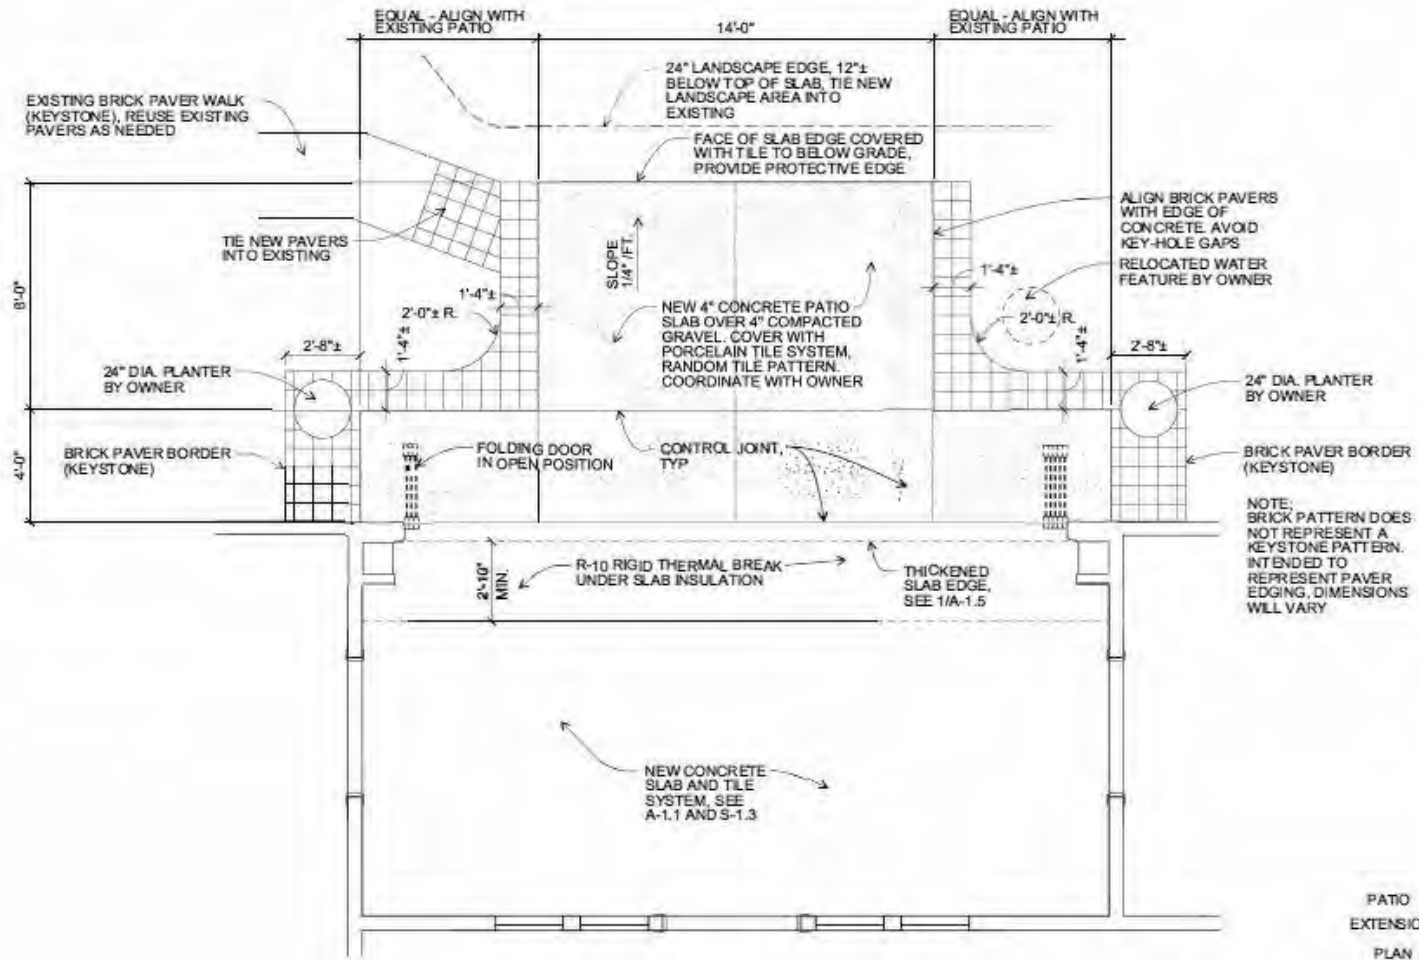 EQUAL - ALIGN WITH
EXISTING PATIO
14'-0"
EQUAL - ALIGN WITH
EXISTING PATIO
24" LANDSCAPE EDGE, 12"±
BELOW TOP OF SLAB, TIE NEW
LANDSCAPE AREA INTO
EXISTING
EXISTING BRICK PAVER WALK
(KEYSTONE), REUSE EXISTING
PAVERS AS NEEDED
FACE OF SLAB EDGE COVERED
WITH TILE TO BELOW GRADE,
PROVIDE PROTECTIVE EDGE
ALIGN BRICK PAVERS
WITH EDGE OF
CONCRETE. AVOID
KEY-HOLE GAPS
TIE NEW PAVERS
INTO EXISTING
SLOPE
1/4" /FT.
RELOCATED WATER
FEATURE BY OWNER
8'-0"
1'-4"±
1'-4"±
2'-0"± R.
2'-0"± R.
NEW 4" CONCRETE PATIO
SLAB OVER 4" COMPACTED
GRAVEL. COVER WITH
PORCELAIN TILE SYSTEM,
RANDOM TILE PATTERN.
COORDINATE WITH OWNER
2'-8"±
1'-4"±
1'-4"±
2'-8"±
24" DIA. PLANTER
BY OWNER
24" DIA. PLANTER
BY OWNER
4'-0"
BRICK PAVER BORDER
(KEYSTONE)
FOLDING DOOR
IN OPEN POSITION
CONTROL JOINT,
TYP
BRICK PAVER BORDER
(KEYSTONE)
NOTE;
BRICK PATTERN DOES
NOT REPRESENT A
KEYSTONE PATTERN.
INTENDED TO
REPRESENT PAVER
EDGING, DIMENSIONS
WILL VARY
2'-10"
MIN.
R-10 RIGID THERMAL BREAK
UNDER SLAB INSULATION
THICKENED
SLAB EDGE,
SEE 1/A-1.5
NEW CONCRETE
SLAB AND TILE
SYSTEM, SEE
A-1.1 AND S-1.3
PATIO
EXTENSIO
PLAN